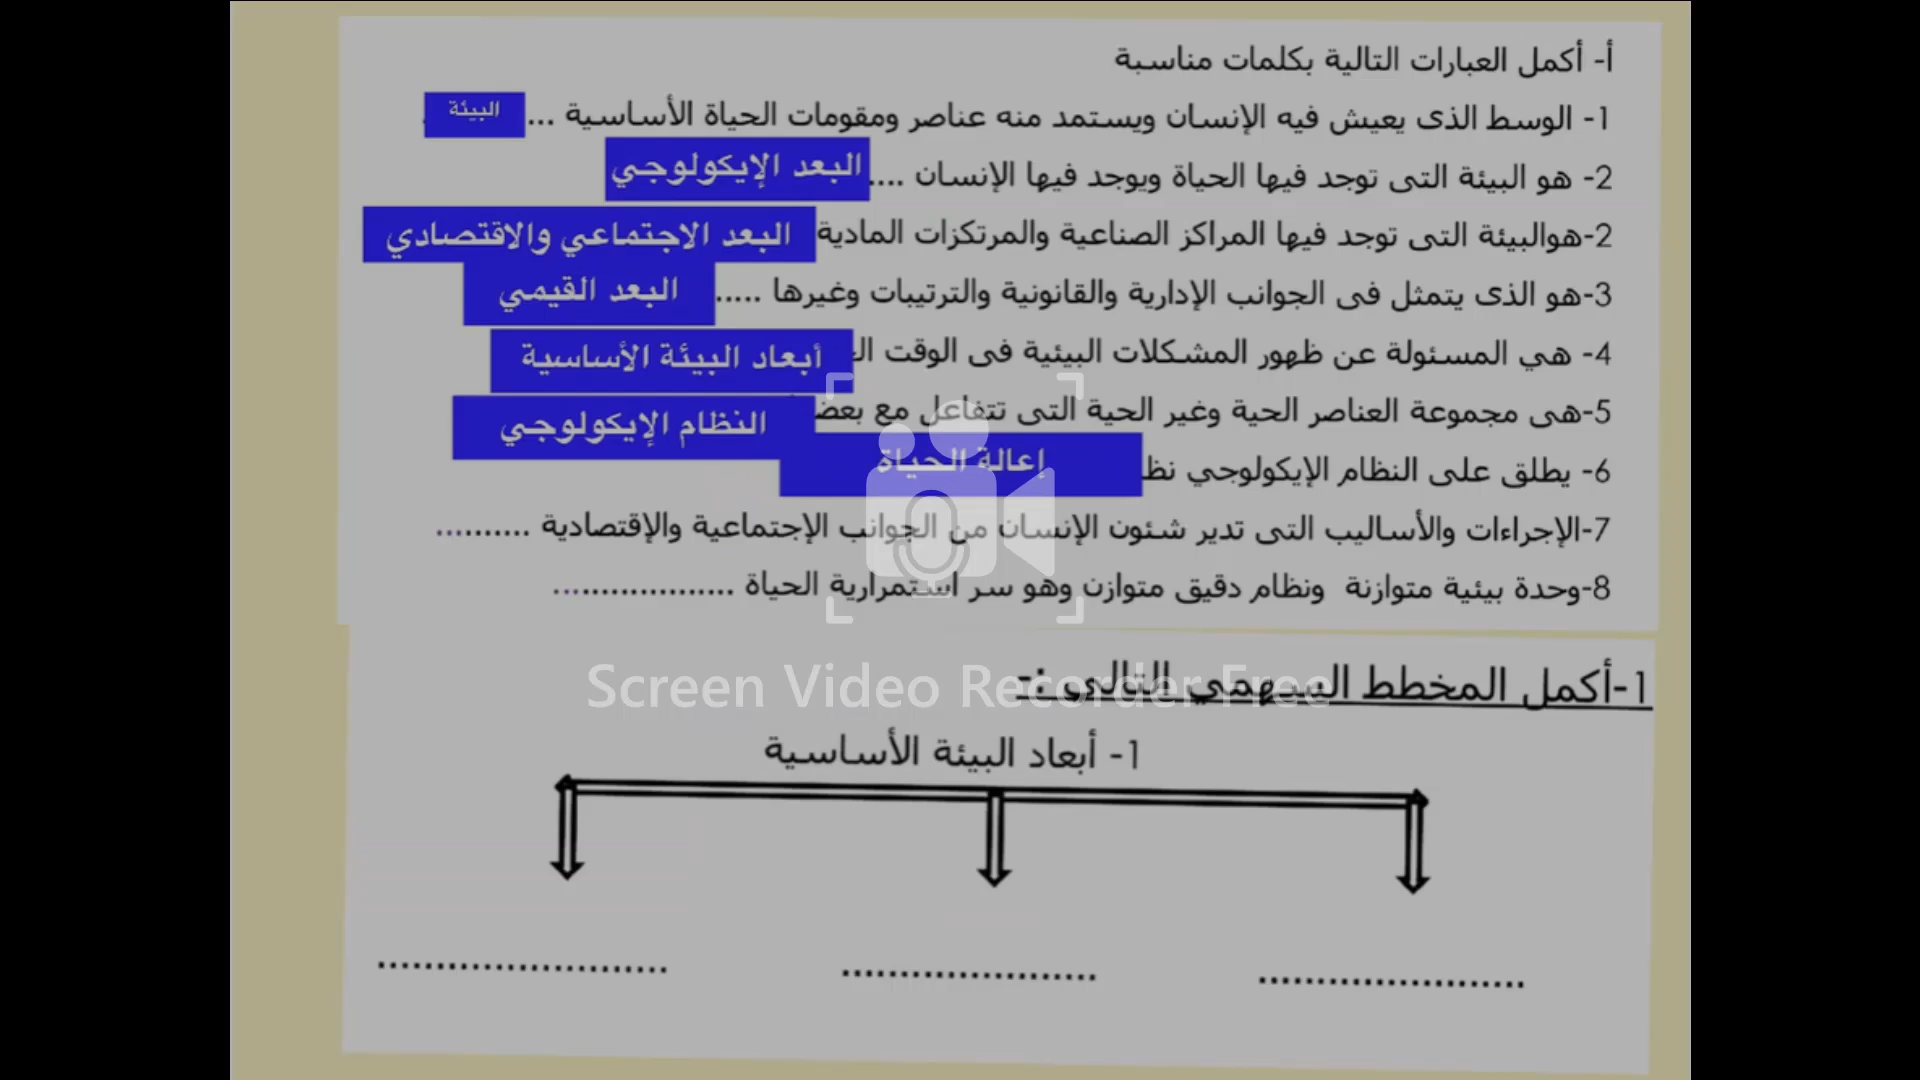 أ- أكمل العبارات التالية بكلمات مناسبة
1- الوسط الذى يعيش فيه الإنسان ويستمد منه عناصر ومقومات الحياة الأساسية ... البيئة
2- هو البيئة التى توجد فيها الحياة ويوجد فيها الإنسان .... البعد الإيكولوجي
2-هوالبيئة التى توجد فيها المراكز الصناعية والمرتكزات المادية البعد الاجتماعي والاقتصادي
3-هو الذى يتمثل فى الجوانب الإدارية والقانونية والترتيبات وغيرها ..... البعد القيمي
4- هي المسئولة عن ظهور المشكلات البيئية فى الوقت أبعاد البيئة الأساسية
5-هى مجموعة العناصر الحية وغير الحية التى تتفاعل مع النظام الإيكولوجي
6- يطلق على النظام الإيكولوجي إعالة الحياة
7-الإجراءات والأساليب التى تدير شئون الإنسان من الجوانب الإجتماعية والإقتصادية ..........
8-وحدة بيئية متوازنة ونظام دقيق متوازن وهو سر استمرارية الحياة ...................
Screen Video Recorder Free
1-أكمل المخطط السهمي التالى :-
1- أبعاد البيئة الأساسية
....................... ....................... .......................